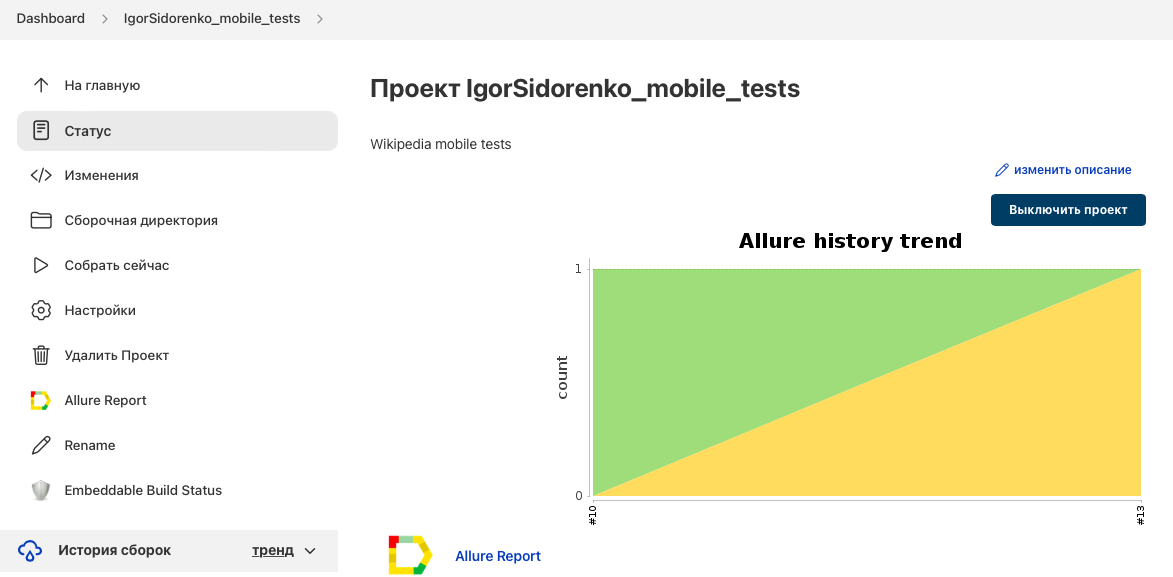 Dashboard
IgorSidorenko_mobile_tests
На главную
Статус
Изменения
Сборочная директория
Собрать сейчас
Настройки
Удалить Проект
Allure Report
Rename
Embeddable Build Status
История сборок
тренд
Проект IgorSidorenko_mobile_tests
Wikipedia mobile tests
изменить описание
Выключить проект
Allure history trend
1
count
0
#10
#13
Allure Report